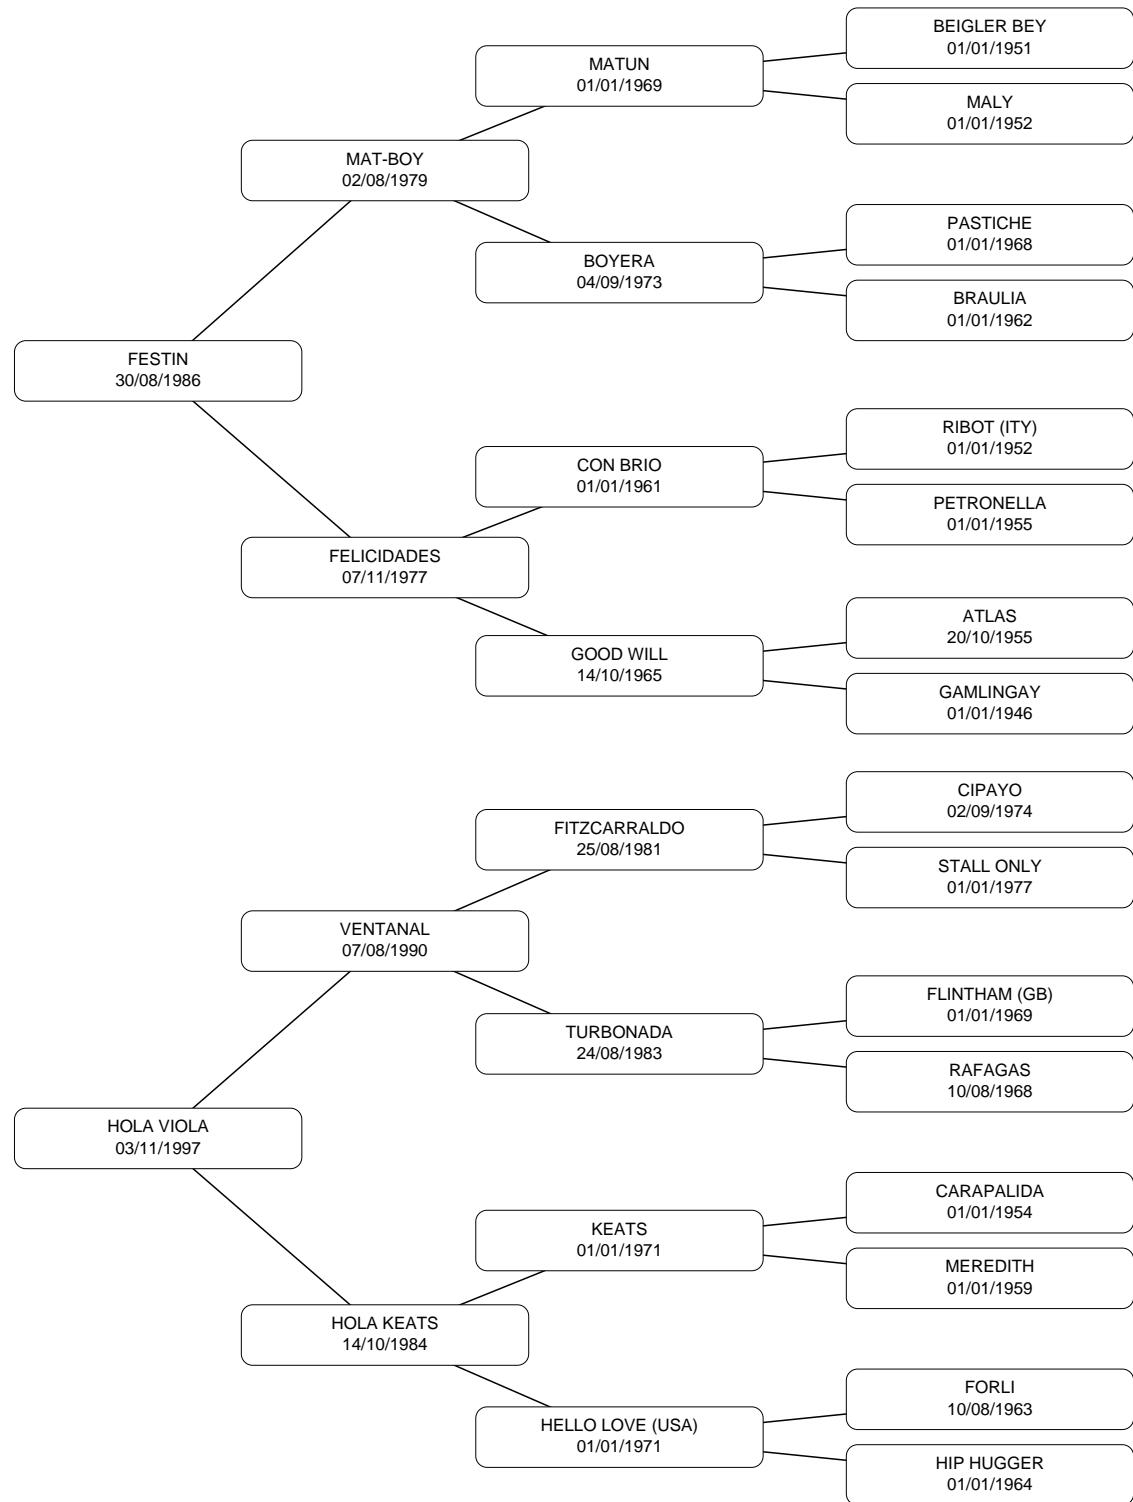 BEIGLER BEY
01/01/1951
MATUN
01/01/1969
MALY
01/01/1952
MAT-BOY
02/08/1979
PASTICHE
01/01/1968
BOYERA
04/09/1973
BRAULIA
01/01/1962
FESTIN
30/08/1986
RIBOT (ITY)
01/01/1952
CON BRIO
01/01/1961
PETRONELLA
01/01/1955
FELICIDADES
07/11/1977
ATLAS
20/10/1955
GOOD WILL
14/10/1965
GAMLINGAY
01/01/1946
CIPAYO
02/09/1974
FITZCARRALDO
25/08/1981
STALL ONLY
01/01/1977
VENTANAL
07/08/1990
FLINTHAM (GB)
01/01/1969
TURBONADA
24/08/1983
RAFAGAS
10/08/1968
HOLA VIOLA
03/11/1997
CARAPALIDA
01/01/1954
KEATS
01/01/1971
MEREDITH
01/01/1959
HOLA KEATS
14/10/1984
FORLI
10/08/1963
HELLO LOVE (USA)
01/01/1971
HIP HUGGER
01/01/1964